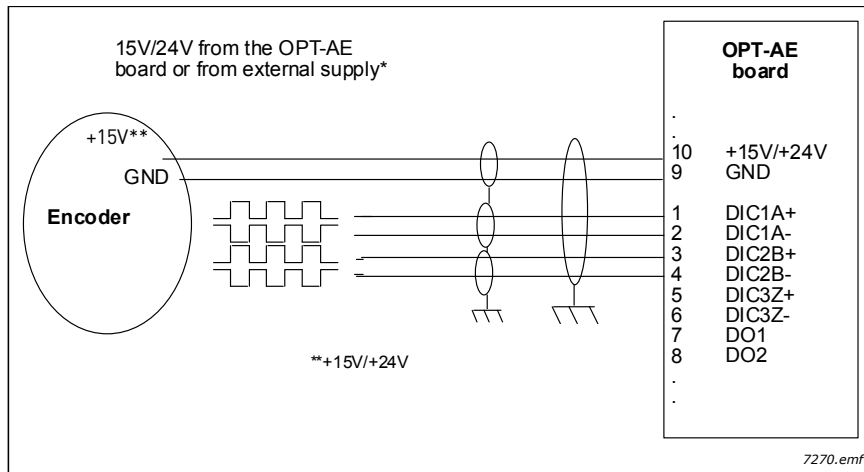 15V/24V from the OPT-AE
board or from external supply*
OPT-AE
board
.
.
+15V**
10 +15V/+24V
GND
9 GND
Encoder
1 DIC1A+
2 DIC1A-
3 DIC2B+
4 DIC2B-
5 DIC3Z+
6 DIC3Z-
7 DO1
8 DO2
**+15V/+24V
.
.
7270.emf